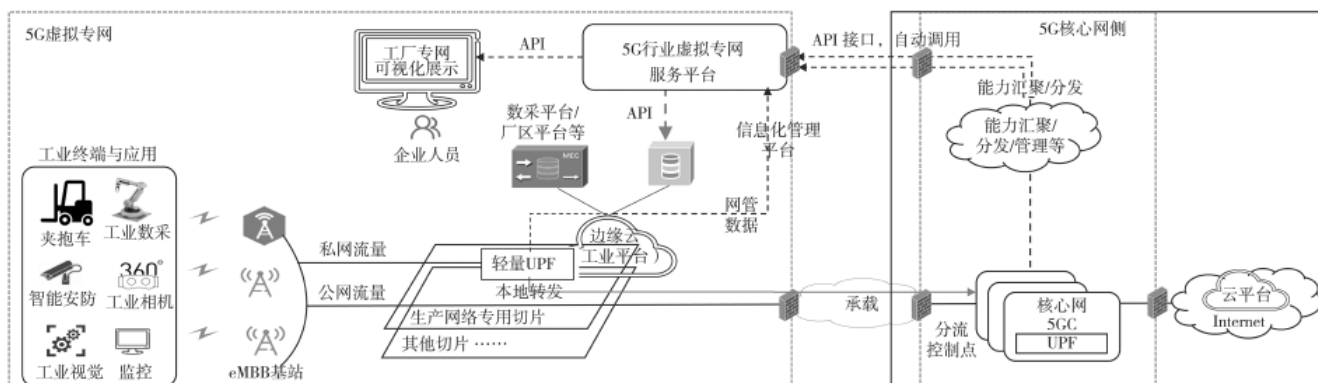 5G虚拟专网
工厂专网
可视化展示
企业人员
API
5G行业虚拟专网
服务平台
API 接口，自动调用
5G核心网侧
能力汇聚/分发
能力汇聚/
分发/管理等
数采平台/
厂区平台等
API
信息化管理
平台
MEC
网管
数据
工业终端与应用
夹抱车
工业数采
智能安防
360°
工业相机
工业视觉
监控
eMBB基站
私网流量
公网流量
轻量UPF
边缘云
工业平台
本地转发
生产网络专用切片
其他切片 ……
承载
分流
控制点
核心网
5GC
UPF
云平台
Internet